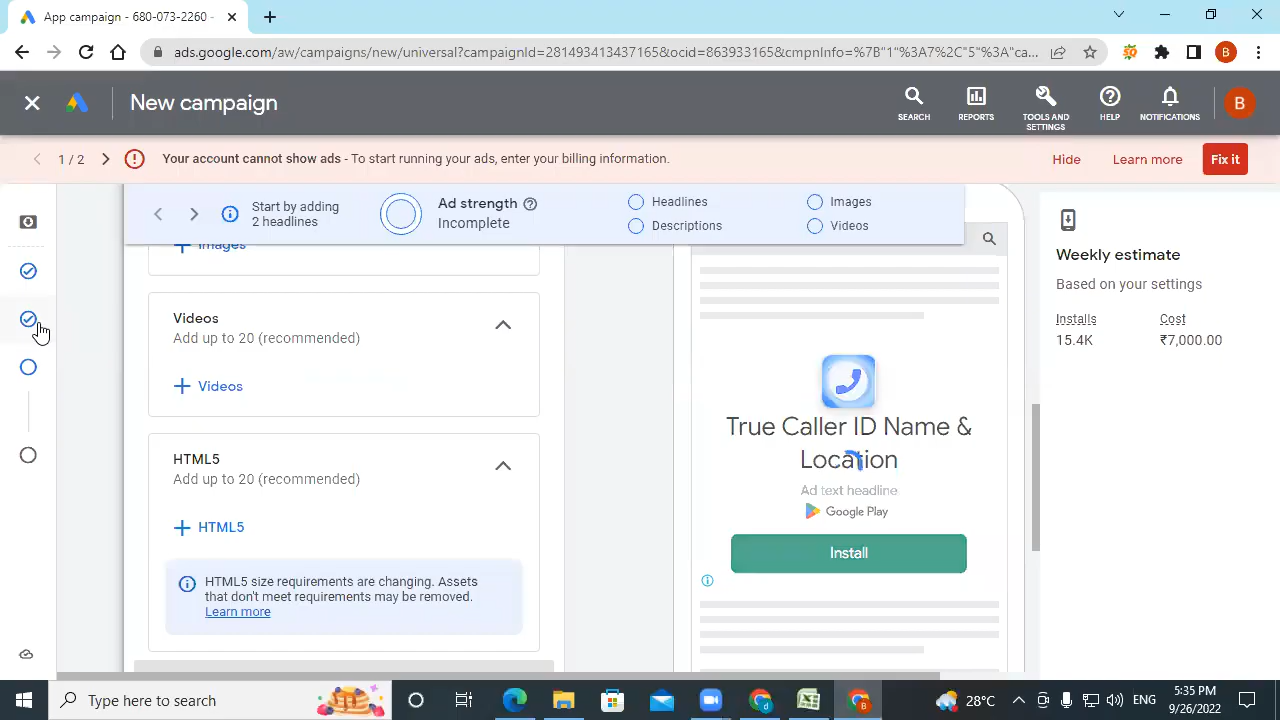 App campaign - 680-073-2260 -
ads.google.com/aw/campaigns/new/universal?campaignId=281493413437165&ocid=863933765&cmpnInfo=%7B"1"%3A7%2C"5"%3A"ca...
B
New campaign
SEARCH
REPORTS
TOOLS AND SETTINGS
HELP
NOTIFICATIONS
B
1 / 2
Your account cannot show ads - To start running your ads, enter your billing information.
Hide
Learn more
Fix it
Start by adding
2 headlines
Ad strength
Incomplete
Headlines
Descriptions
Images
Videos
Images
Videos
Add up to 20 (recommended)
Videos
HTML5
Add up to 20 (recommended)
HTML5
HTML5 size requirements are changing. Assets
that don't meet requirements may be removed.
Learn more
True Caller ID Name &
Location
Ad text headline
Google Play
Install
Weekly estimate
Based on your settings
Installs
Cost
15.4K
₹7,000.00
Type here to search
28°C
ENG
5:35 PM
9/26/2022